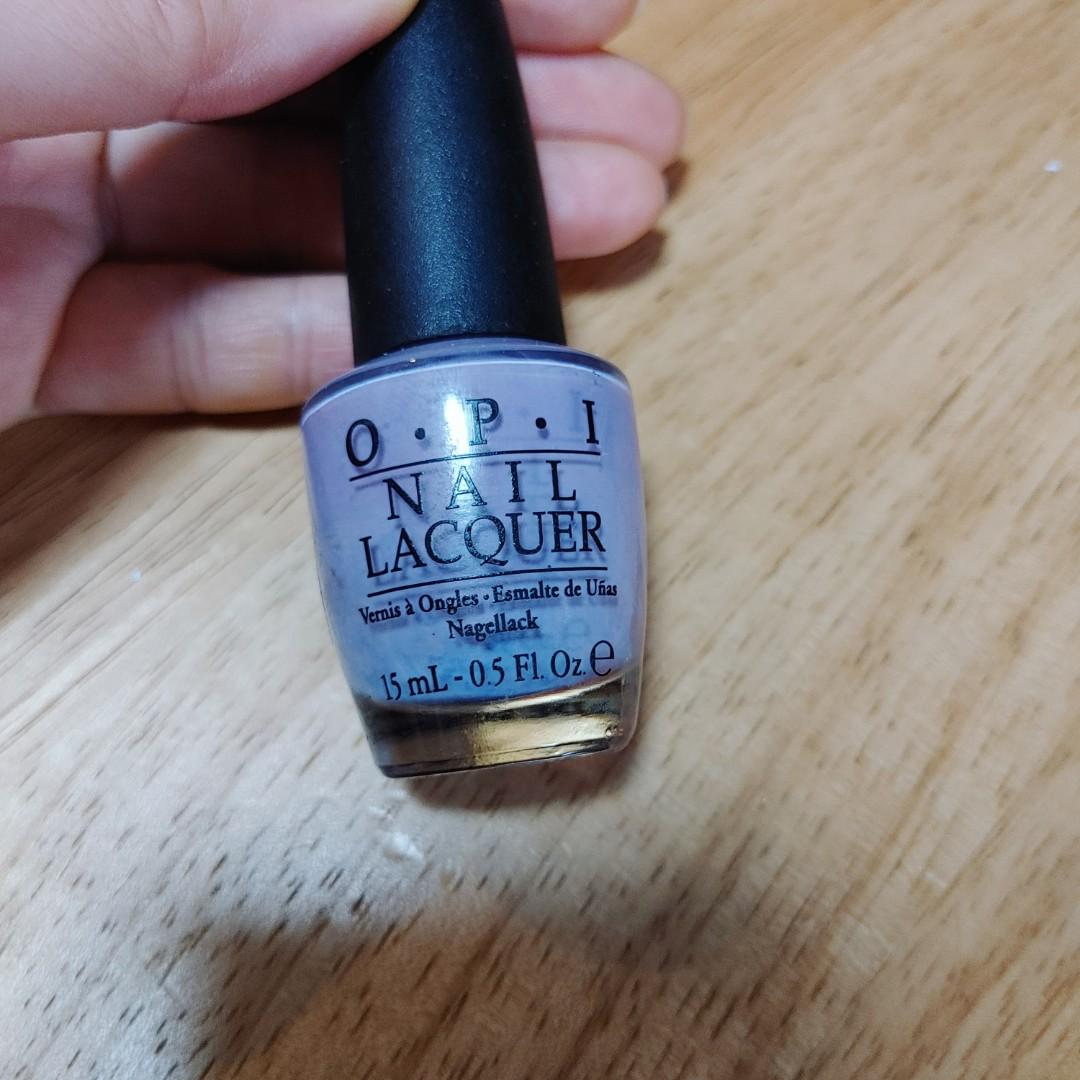 O·P·I
NAIL
LACQUER
Vernis à Ongles · Esmalte de Uñas
Nagellack
15 mL - 0.5 Fl. Oz. e